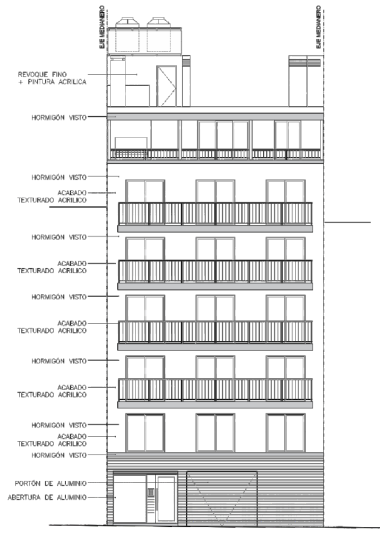 EJE MEDIANERO
EJE MEDIANERO
REVOQUE FINO
+ PINTURA ACRILICA
HORMIGÓN VISTO
HORMIGÓN VISTO
ACABADO
TEXTURADO ACRILICO
HORMIGÓN VISTO
ACABADO
TEXTURADO ACRILICO
HORMIGÓN VISTO
ACABADO
TEXTURADO ACRILICO
HORMIGÓN VISTO
ACABADO
TEXTURADO ACRILICO
HORMIGÓN VISTO
ACABADO
TEXTURADO ACRILICO
HORMIGÓN VISTO
PORTÓN DE ALUMINIO
ABERTURA DE ALUMINIO